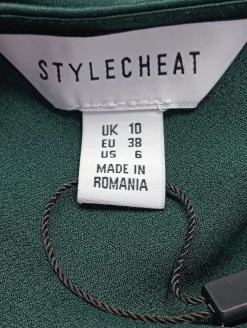 STYLECHEAT
UK 10
EU 38
US 6
MADE IN
ROMANIA